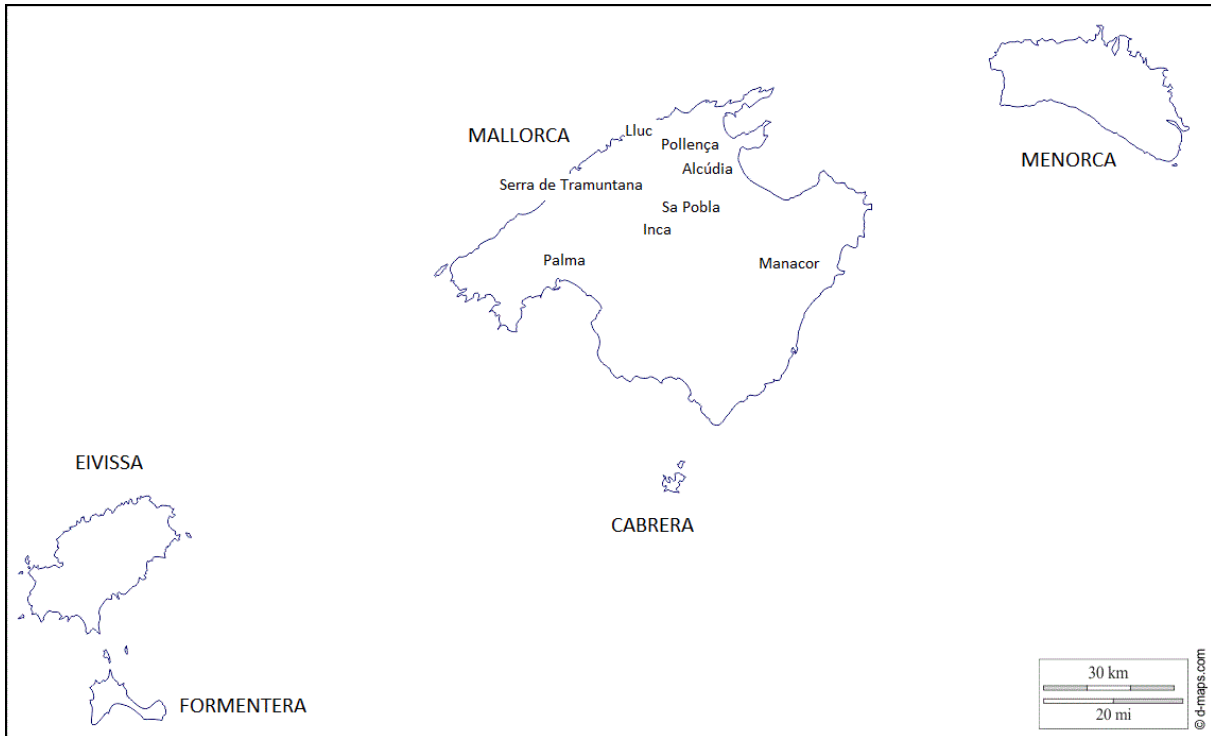 MALLORCA
Lluc
Pollença
MENORCA
Alcúdia
Serra de Tramuntana
Sa Pobla
Inca
Palma
Manacor
EIVISSA
CABRERA
FORMENTERA
30 km
20 mi
© d-maps.com